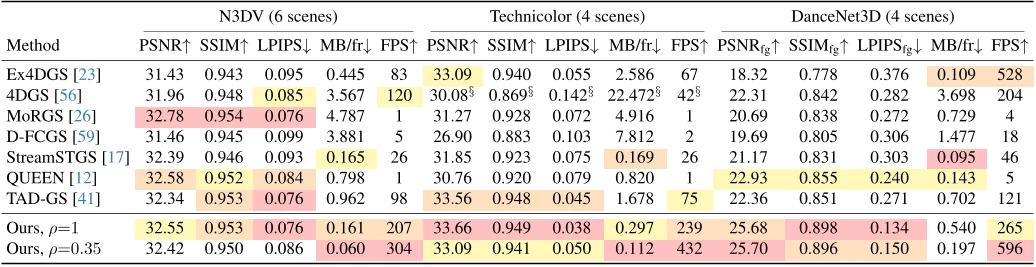 N3DV (6 scenes) Technicolor (4 scenes) DanceNet3D (4 scenes)
Method PSNR↑ SSIM↑ LPIPS↓ MB/fr↓ FPS↑ PSNR↑ SSIM↑ LPIPS↓ MB/fr↓ FPS↑ PSNRfg↑ SSIMfg↑ LPIPSfg↓ MB/fr↓ FPS↑
Ex4DGS [23] 31.43 0.943 0.095 0.445 83 33.09 0.940 0.055 2.586 67 18.32 0.778 0.376 0.109 528
4DGS [56] 31.96 0.948 0.085 3.567 120 30.08§ 0.869§ 0.142§ 22.472§ 42§ 22.31 0.842 0.282 3.698 204
MoRGS [26] 32.78 0.954 0.076 4.787 1 31.27 0.928 0.072 4.916 1 20.69 0.838 0.272 0.729 4
D-FCGS [59] 31.46 0.945 0.099 3.881 5 26.90 0.883 0.103 7.812 2 19.69 0.805 0.306 1.477 18
StreamSTGS [17] 32.39 0.946 0.093 0.165 26 31.85 0.923 0.075 0.169 26 21.17 0.831 0.303 0.095 46
QUEEN [12] 32.58 0.952 0.084 0.798 1 30.76 0.920 0.079 0.820 1 22.93 0.855 0.240 0.143 5
TAD-GS [41] 32.34 0.953 0.076 0.962 98 33.56 0.948 0.045 1.678 75 22.36 0.851 0.271 0.702 121
Ours, ρ=1 32.55 0.953 0.076 0.161 207 33.66 0.949 0.038 0.297 239 25.68 0.898 0.134 0.540 265
Ours, ρ=0.35 32.42 0.950 0.086 0.060 304 33.09 0.941 0.050 0.112 432 25.70 0.896 0.150 0.197 596